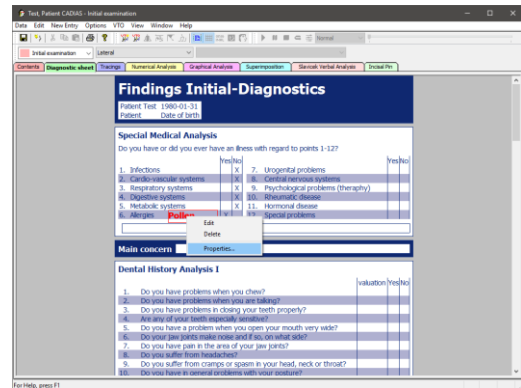 Test, Patient CADIAS - Initial examination
Data Edit New Entry Options VTO View Window Help
Normal
Initial examination Lateral
Contents Diagnostic sheet Tracings Numerical Analysis Graphical Analysis Superimposition Slavicek Verbal Analysis Incisal Pin
Findings Initial-Diagnostics
Patient Test 1980-01-31
Patient Date of birth
Special Medical Analysis
Do you have or did you ever have an illness with regard to points 1-12?
Yes No Yes No
1. Infections X 7. Urogenital problems
2. Cardio-vascular systems X 8. Central nervous systems
3. Respiratory systems X 9. Psychological problems (theraphy)
4. Digestive systems X 10. Rheumatic disease
5. Metabolic systems X 11. Hormonal disease
6. Allergies Pollen X 12. Special problems
Edit
Delete
Properties...
Main concern
Dental History Analysis I
valuation Yes No
1. Do you have problems when you chew?
2. Do you have problems when you are talking?
3. Do you have problems in closing your teeth properly?
4. Are any of your teeth especially sensitive?
5. Do you have a problem when you open your mouth very wide?
6. Do your jaw joints make noise and if so, on what side?
7. Do you have pain in the area of your jaw joints?
8. Do you suffer from headaches?
9. Do you suffer from cramps or spasm in your head, neck or throat?
10. Do you have in general problems with your posture?
For Help, press F1